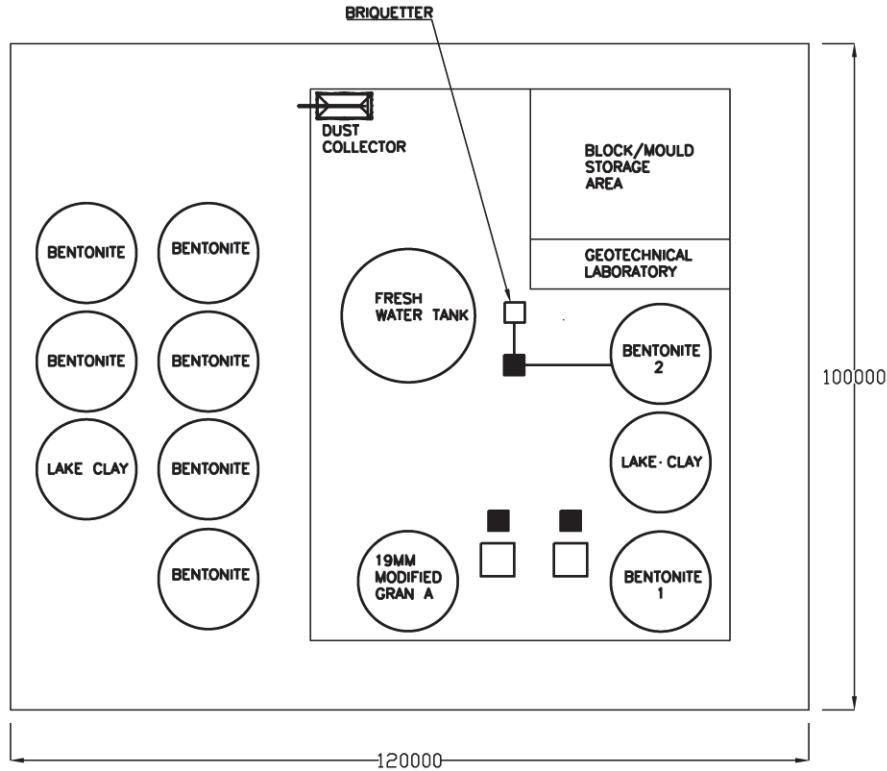 BRIQUETTER
DUST
COLLECTOR
BLOCK/MOULD
STORAGE
AREA
GEOTECHNICAL
LABORATORY
BENTONITE
BENTONITE
FRESH
WATER TANK
BENTONITE
2
BENTONITE
BENTONITE
100000
LAKE CLAY
BENTONITE
LAKE CLAY
BENTONITE
19MM
MODIFIED
GRAN A
BENTONITE
1
120000